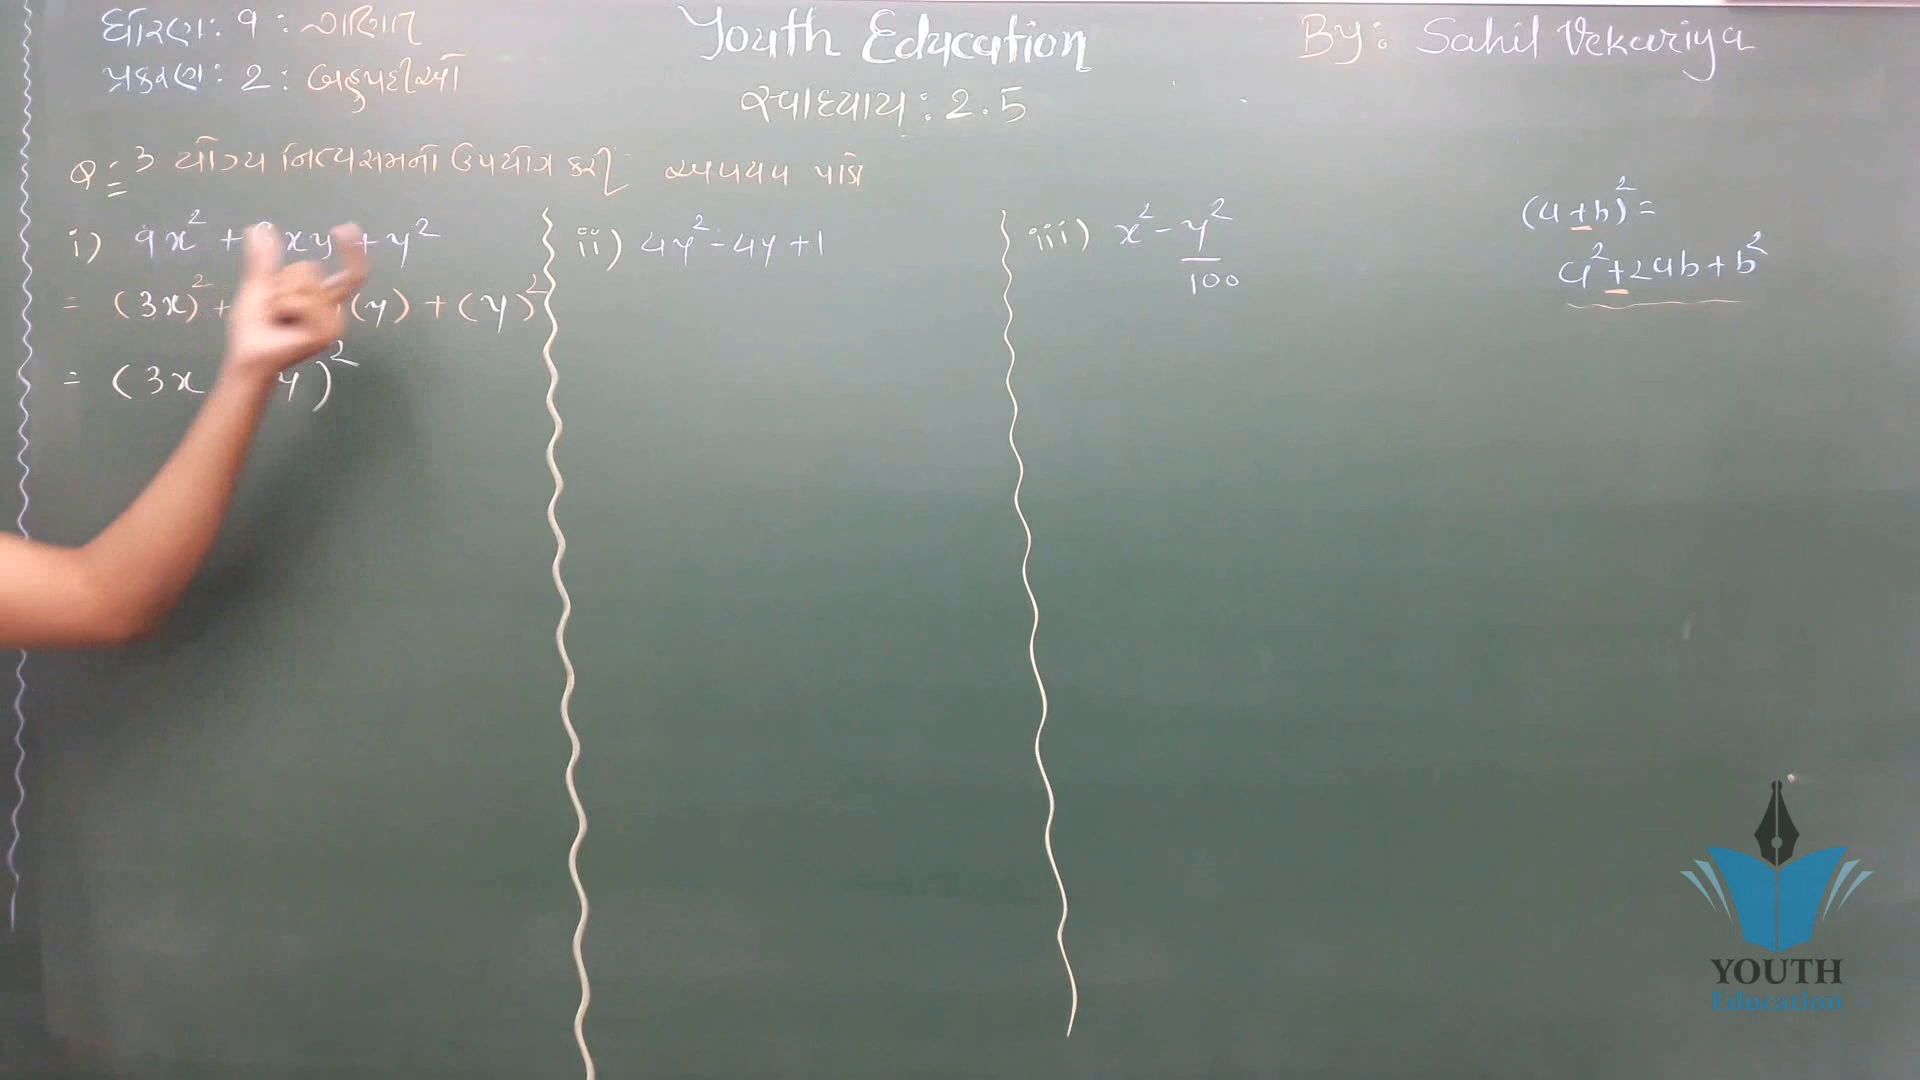 ધોરણ: 9 : ગણિત
પ્રકરણ: 2 : બહુપદીઓ
Youth Education
સ્વાધ્યાય: 2.5
By: Sahil Vekariya
Q: 3 યોગ્ય નિત્યસમનો ઉપયોગ કરી અવયવ પાડો
i) 9x² + 6xy + y²
= (3x)² + (y) + (y)²
= (3x y)²
ii) 4y² - 4y + 1
iii) x² - y²/100
(a+b)² =
a² + 2ab + b²
YOUTH
Education